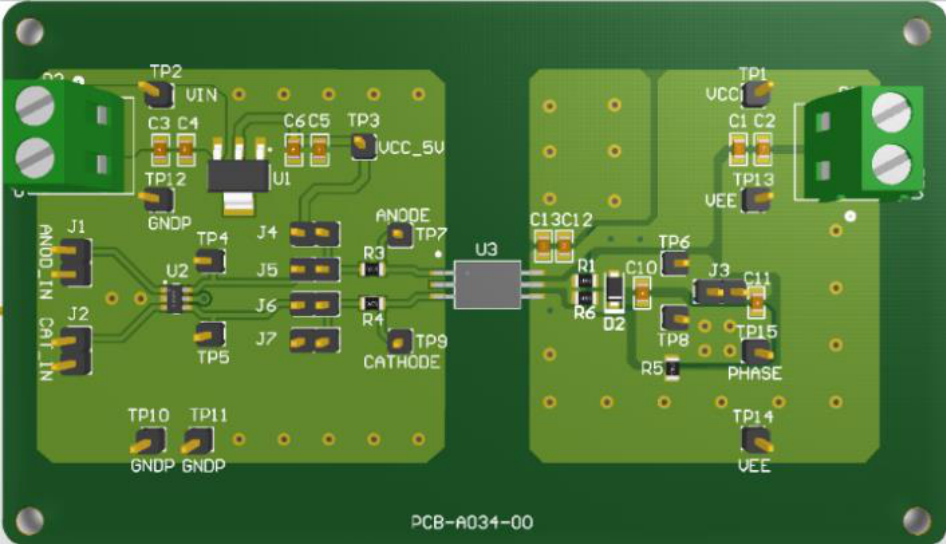 TP2
TP1
VIN
VCC
C3 C4
C6 C5
TP3
C1 C2
VCC_5V
U1
TP12
TP13
GNDP
VEE
J1
J4
ANODE
TP7
C13 C12
ANOD_IN
TP4
U3
TP6
J5
R3
U2
R1
C10
J3
C11
J2
J6
R4
R6
D2
CAT_IN
TP5
J7
TP9
TP8
TP15
CATHODE
R5
PHASE
TP10
TP11
TP14
GNDP
GNDP
VEE
PCB-A034-00